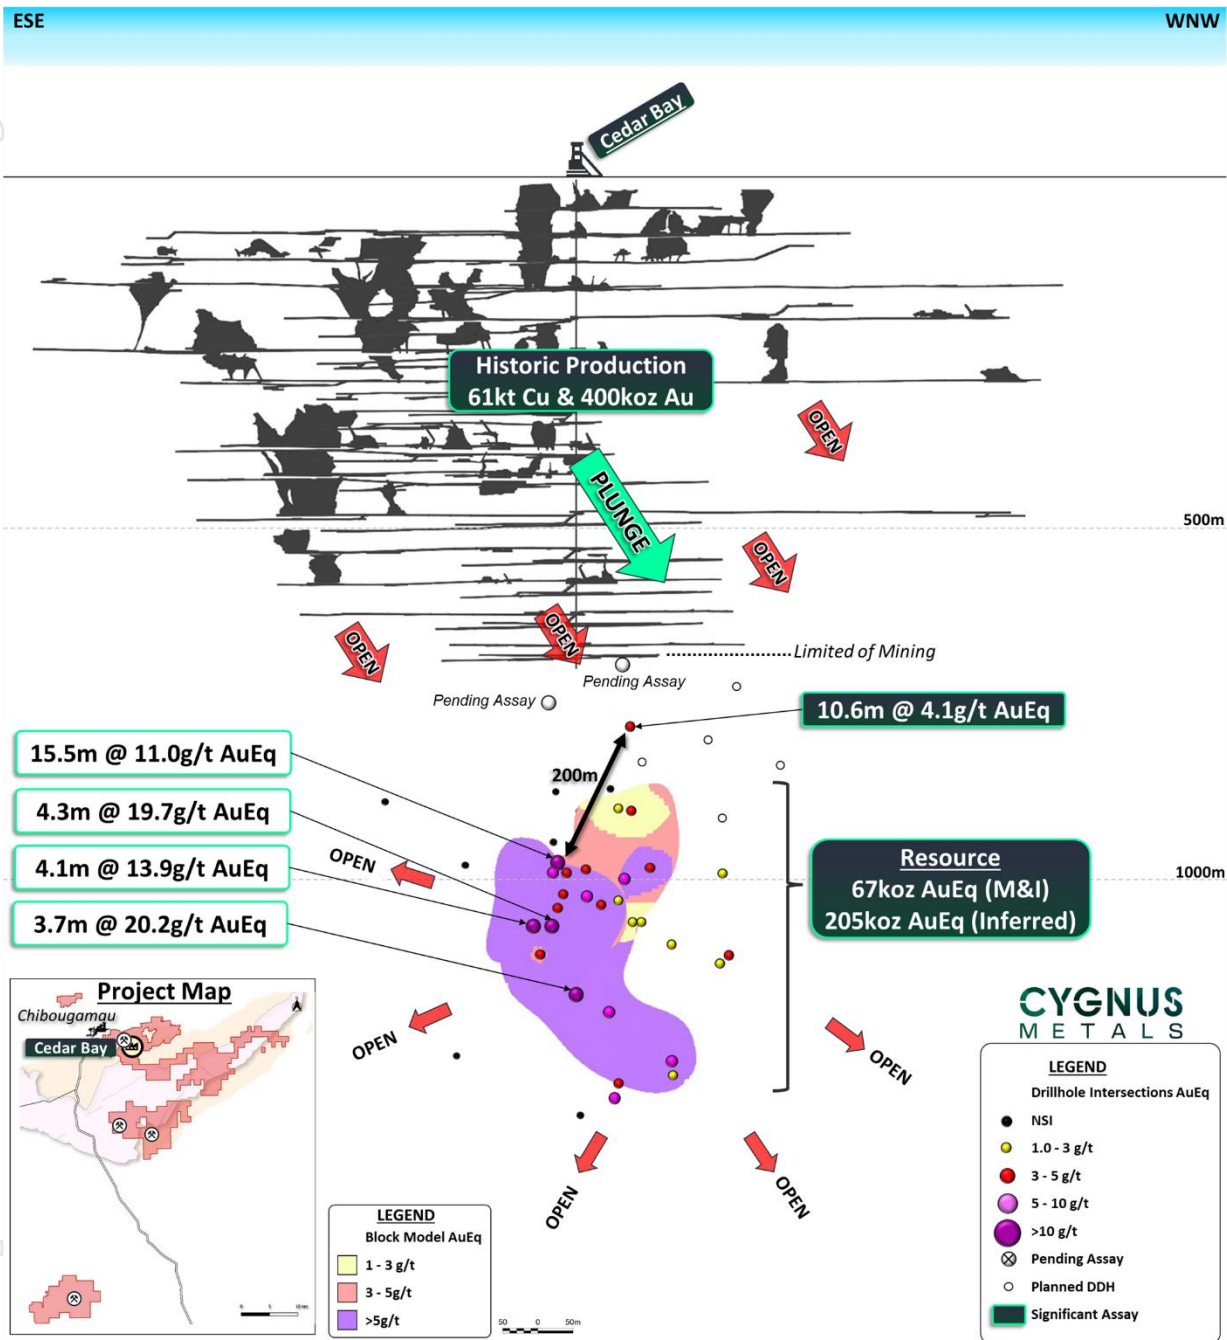 ESE
WNW
Cedar Bay
Historic Production
61kt Cu & 400koz Au
OPEN
PLUNGE
500m
OPEN
OPEN
OPEN
Limited of Mining
Pending Assay
Pending Assay
10.6m @ 4.1g/t AuEq
15.5m @ 11.0g/t AuEq
200m
4.3m @ 19.7g/t AuEq
4.1m @ 13.9g/t AuEq
3.7m @ 20.2g/t AuEq
OPEN
1000m
Resource
67koz AuEq (M&I)
205koz AuEq (Inferred)
OPEN
OPEN
OPEN
OPEN
Project Map
Chibougamau
Cedar Bay
0 5 10 km
LEGEND
Block Model AuEq
1 - 3 g/t
3 - 5g/t
>5g/t
50 0 50m
CYGNUS
METALS
LEGEND
Drillhole Intersections AuEq
NSI
1.0 - 3 g/t
3 - 5 g/t
5 - 10 g/t
>10 g/t
Pending Assay
Planned DDH
Significant Assay